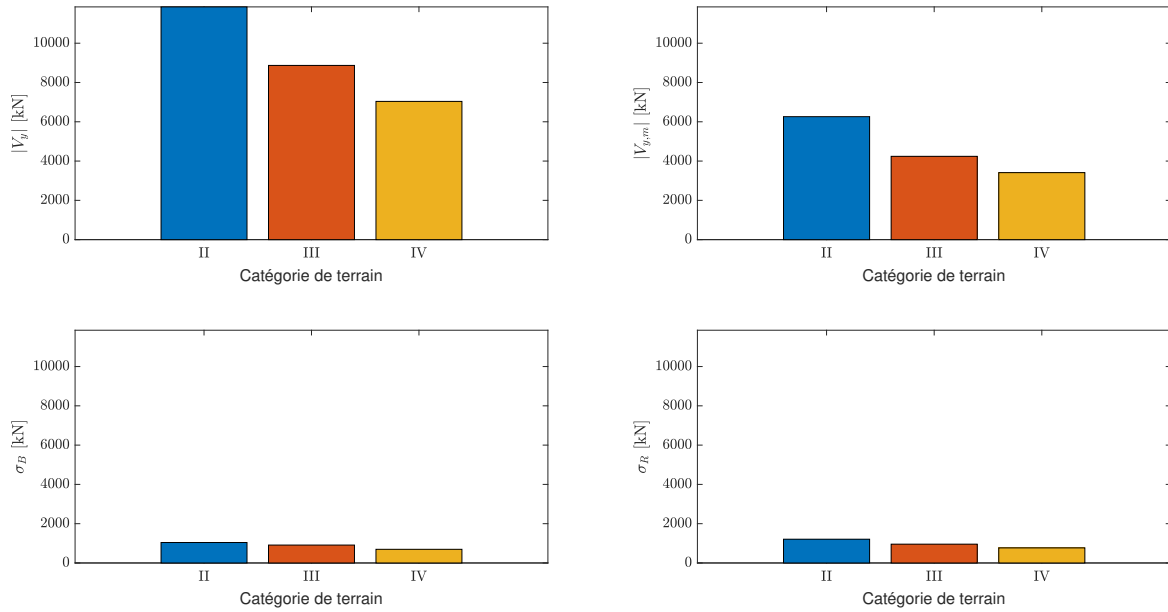 |V_y| [kN]
10000
8000
6000
4000
2000
0
II III IV
Catégorie de terrain
|V_{y,m}| [kN]
10000
8000
6000
4000
2000
0
II III IV
Catégorie de terrain
σ_B [kN]
10000
8000
6000
4000
2000
0
II III IV
Catégorie de terrain
σ_R [kN]
10000
8000
6000
4000
2000
0
II III IV
Catégorie de terrain